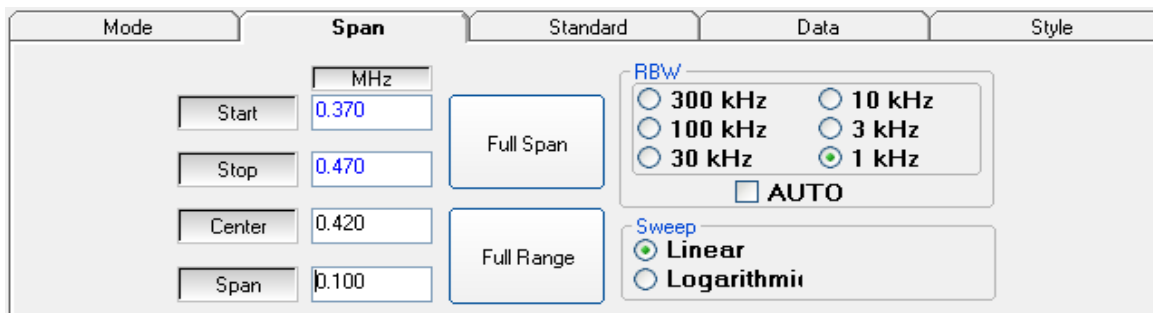 Mode Span Standard Data Style
MHz
Start 0.370
Stop 0.470
Center 0.420
Span 0.100
Full Span
Full Range
RBW
300 kHz 10 kHz
100 kHz 3 kHz
30 kHz 1 kHz
AUTO
Sweep
Linear
Logarithmi